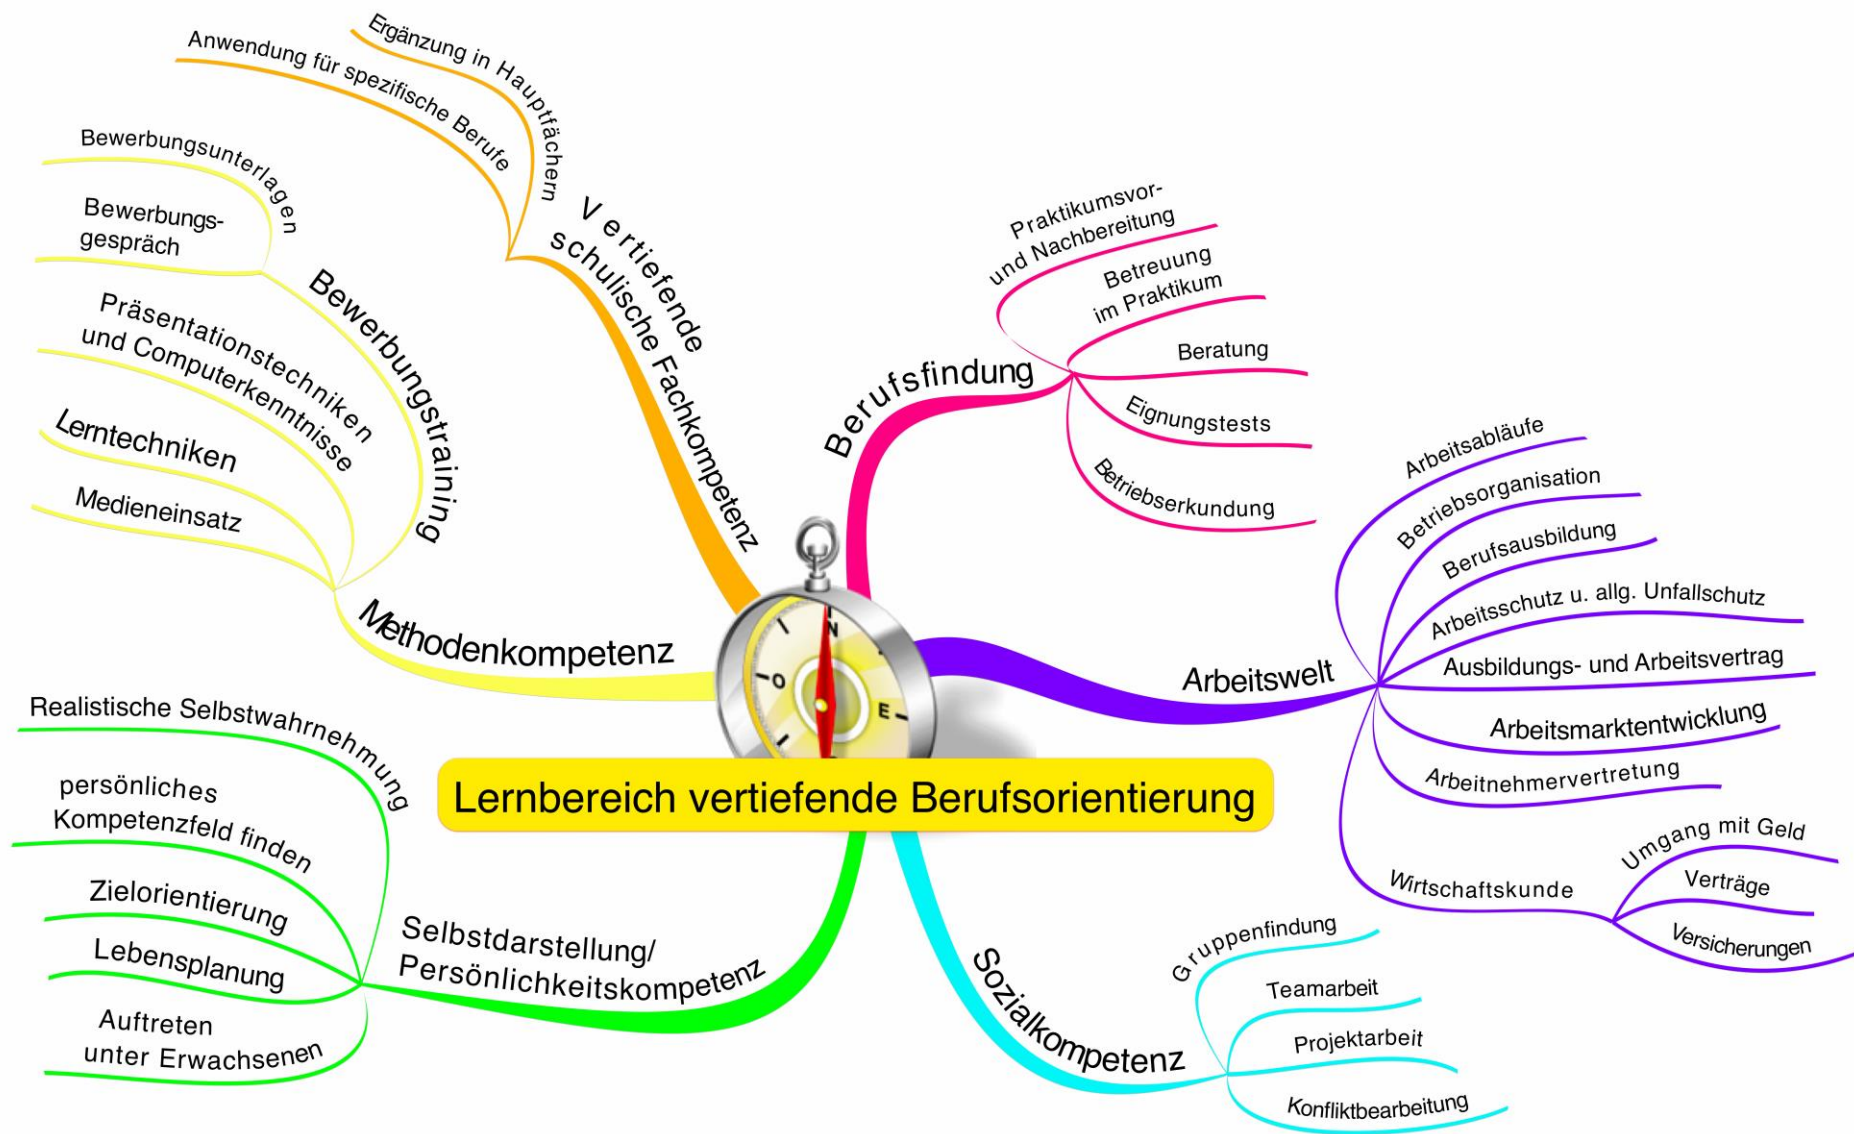 Ergänzung in Hauptfächern
Anwendung für spezifische Berufe
Vertiefende
schulische Fachkompetenz
Bewerbungsunterlagen
Bewerbungs-
gespräch
Bewerbungstraining
Präsentationstechniken
und Computerkenntnisse
Lerntechniken
Medieneinsatz
Methodenkompetenz
Realistische Selbstwahrnehmung
persönliches
Kompetenzfeld finden
Zielorientierung
Lebensplanung
Auftreten
unter Erwachsenen
Selbstdarstellung/
Persönlichkeitskompetenz
N
O
E
Lernbereich vertiefende Berufsorientierung
Berufsfindung
Praktikumsvor-
und Nachbereitung
Betreuung
im Praktikum
Beratung
Eignungstests
Betriebserkundung
Arbeitswelt
Arbeitsabläufe
Betriebsorganisation
Berufsausbildung
Arbeitsschutz u. allg. Unfallschutz
Ausbildungs- und Arbeitsvertrag
Arbeitsmarktentwicklung
Arbeitnehmervertretung
Wirtschaftskunde
Umgang mit Geld
Verträge
Versicherungen
Sozialkompetenz
Gruppenfindung
Teamarbeit
Projektarbeit
Konfliktbearbeitung